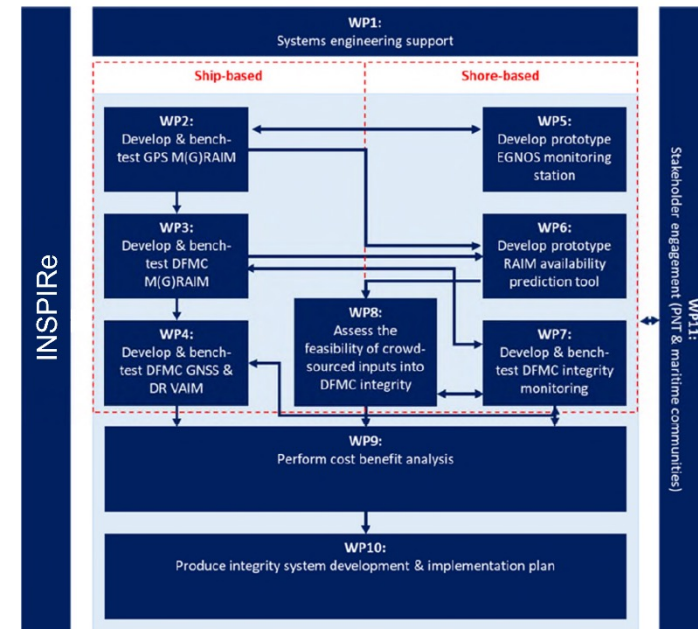 INSPIRe
WP1:
Systems engineering support
Ship-based
Shore-based
WP2:
Develop & bench-
test GPS M(G)RAIM
WP5:
Develop prototype
EGNOS monitoring
station
WP3:
Develop & bench-
test DFMC
M(G)RAIM
WP6:
Develop prototype
RAIM availability
prediction tool
WP4:
Develop & bench-
test DFMC GNSS &
DR VAIM
WP8:
Assess the
feasibility of crowd-
sourced inputs into
DFMC integrity
WP7:
Develop & bench-
test DFMC integrity
monitoring
WP9:
Perform cost benefit analysis
WP10:
Produce integrity system development & implementation plan
WP11:
Stakeholder engagement (PNT & maritime communities)